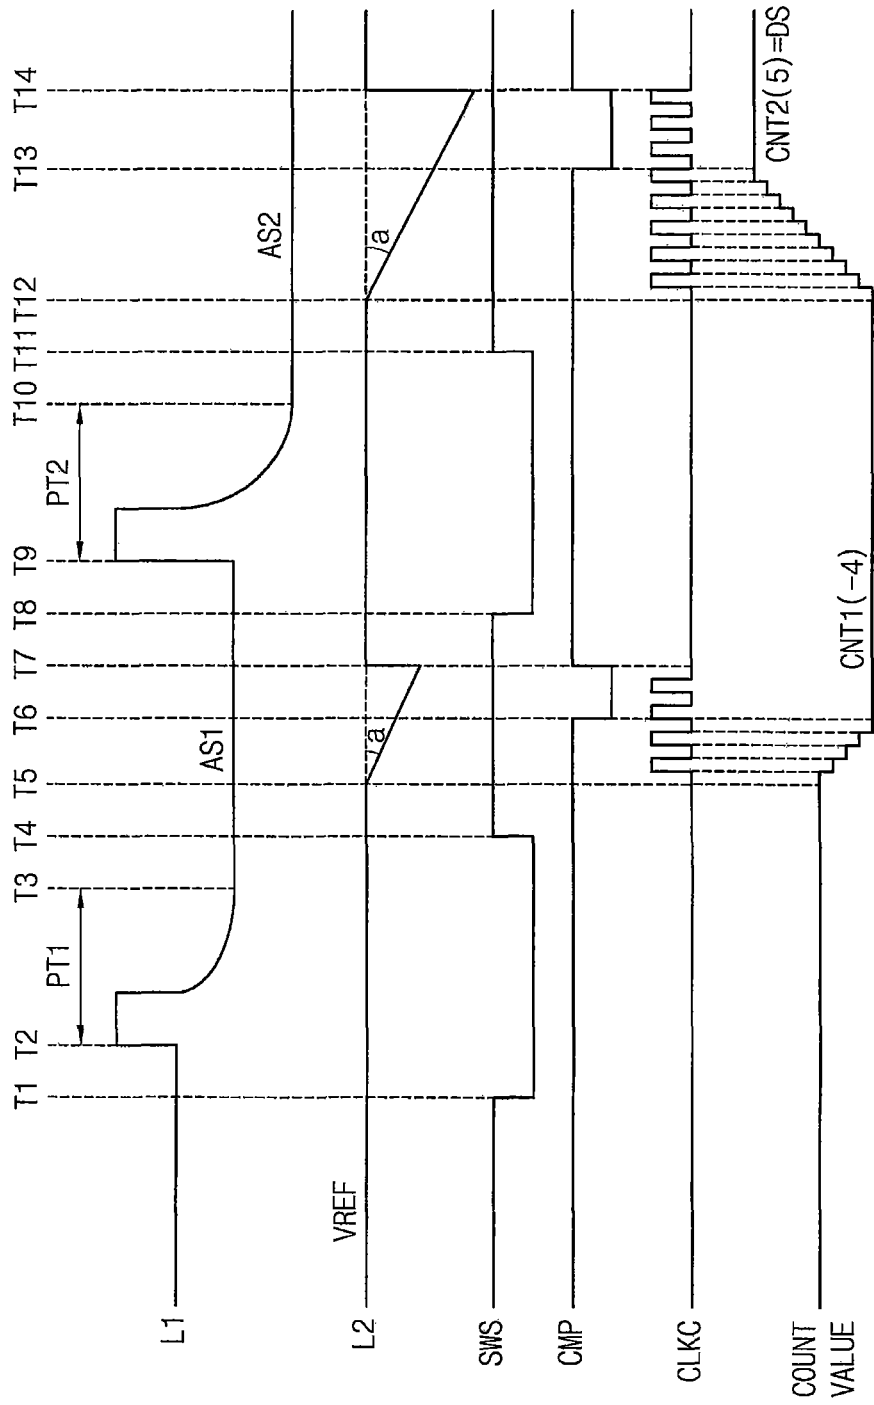 T1 T2 T3 T4 T5 T6 T7 T8 T9 T10 T11 T12 T13 T14
PT1 PT2
L1 AS1 AS2
VREF
L2 a a
SWS
CMP
CLKC
COUNT
VALUE
CNT1(-4)
CNT2(5)=DS